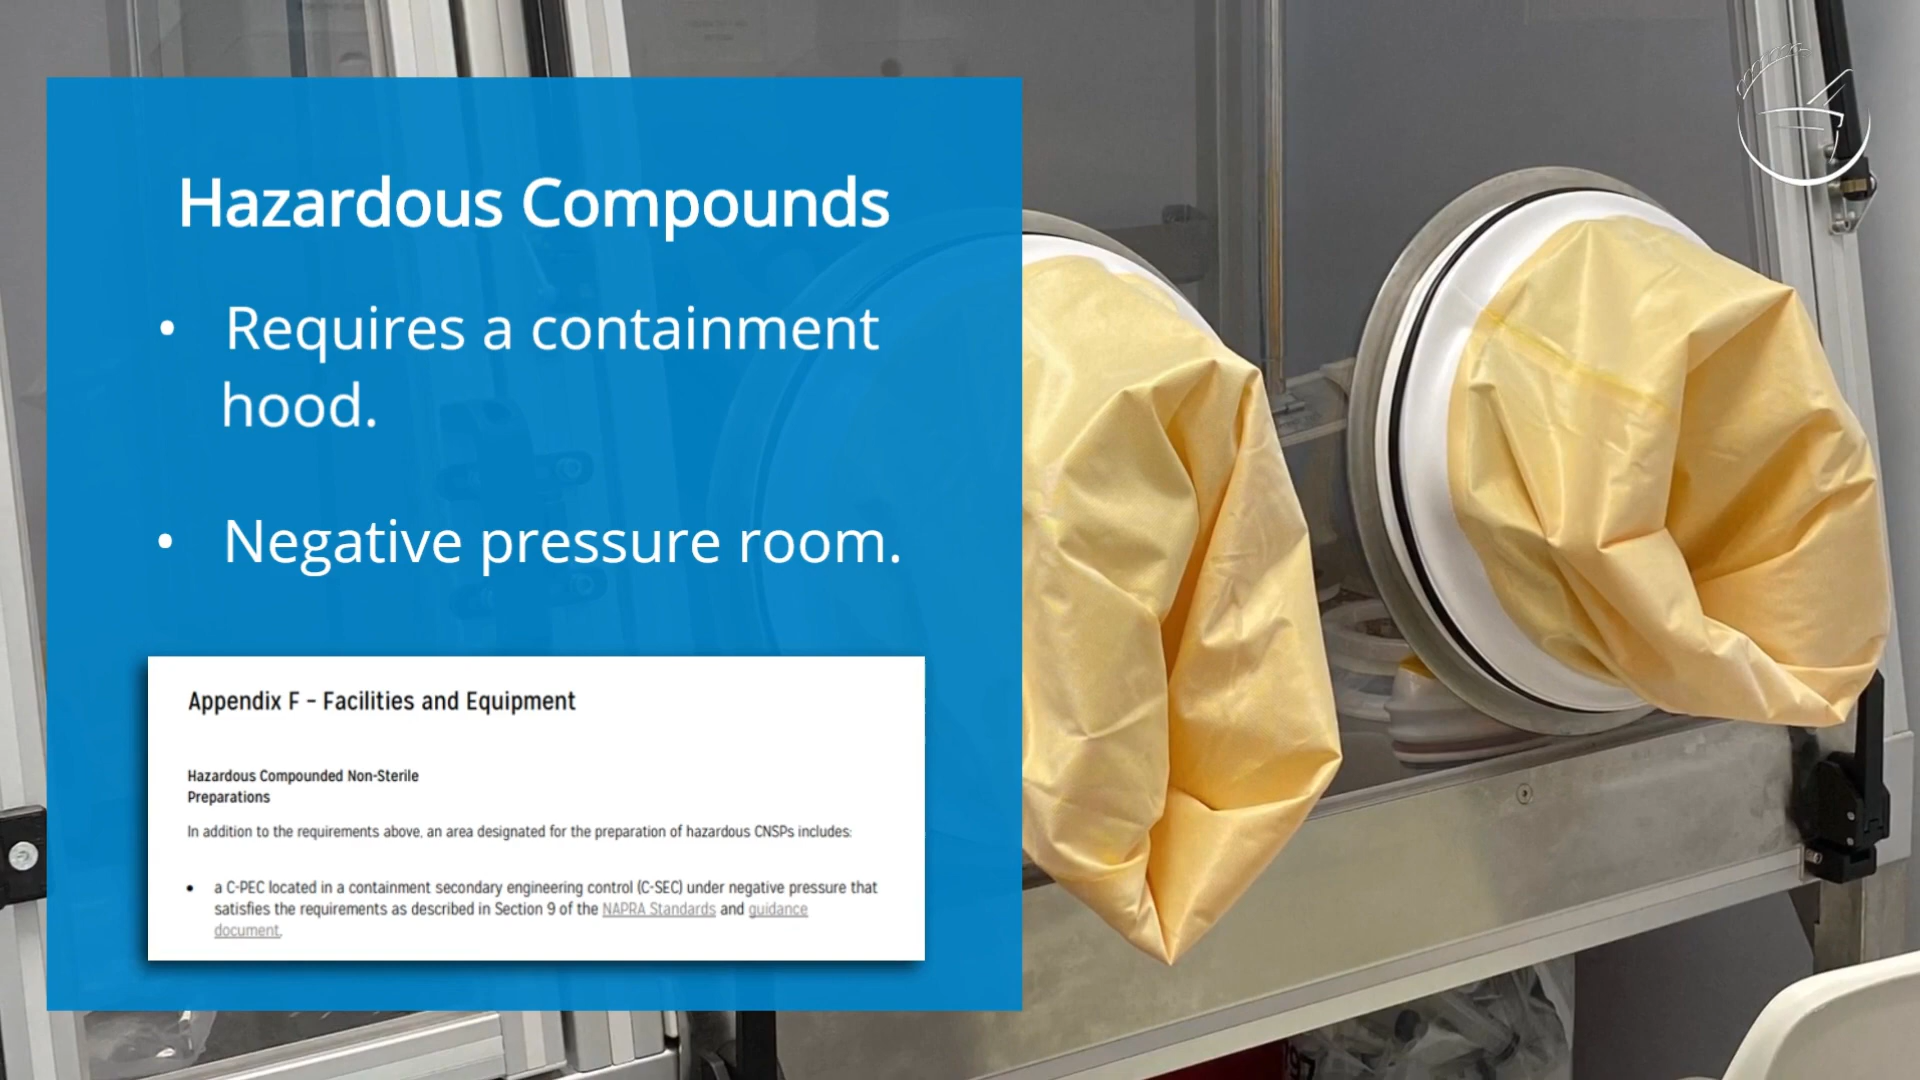 Hazardous Compounds
• Requires a containment
hood.
• Negative pressure room.
Appendix F – Facilities and Equipment
Hazardous Compounded Non-Sterile
Preparations
In addition to the requirements above, an area designated for the preparation of hazardous CNSPs includes:
• a C-PEC located in a containment secondary engineering control (C-SEC) under negative pressure that
satisfies the requirements as described in Section 9 of the NAPRA Standards and guidance
document.